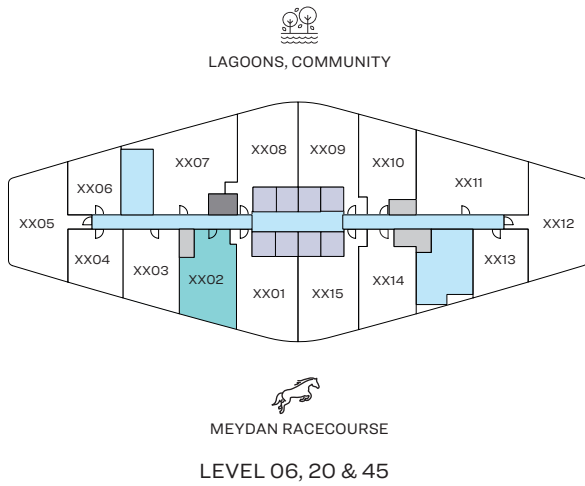 LAGOONS, COMMUNITY
XX08
XX09
XX07
XX10
XX06
XX11
XX05
XX12
XX04
XX03
XX02
XX01
XX15
XX14
XX13
MEYDAN RACECOURSE
LEVEL 06, 20 & 45